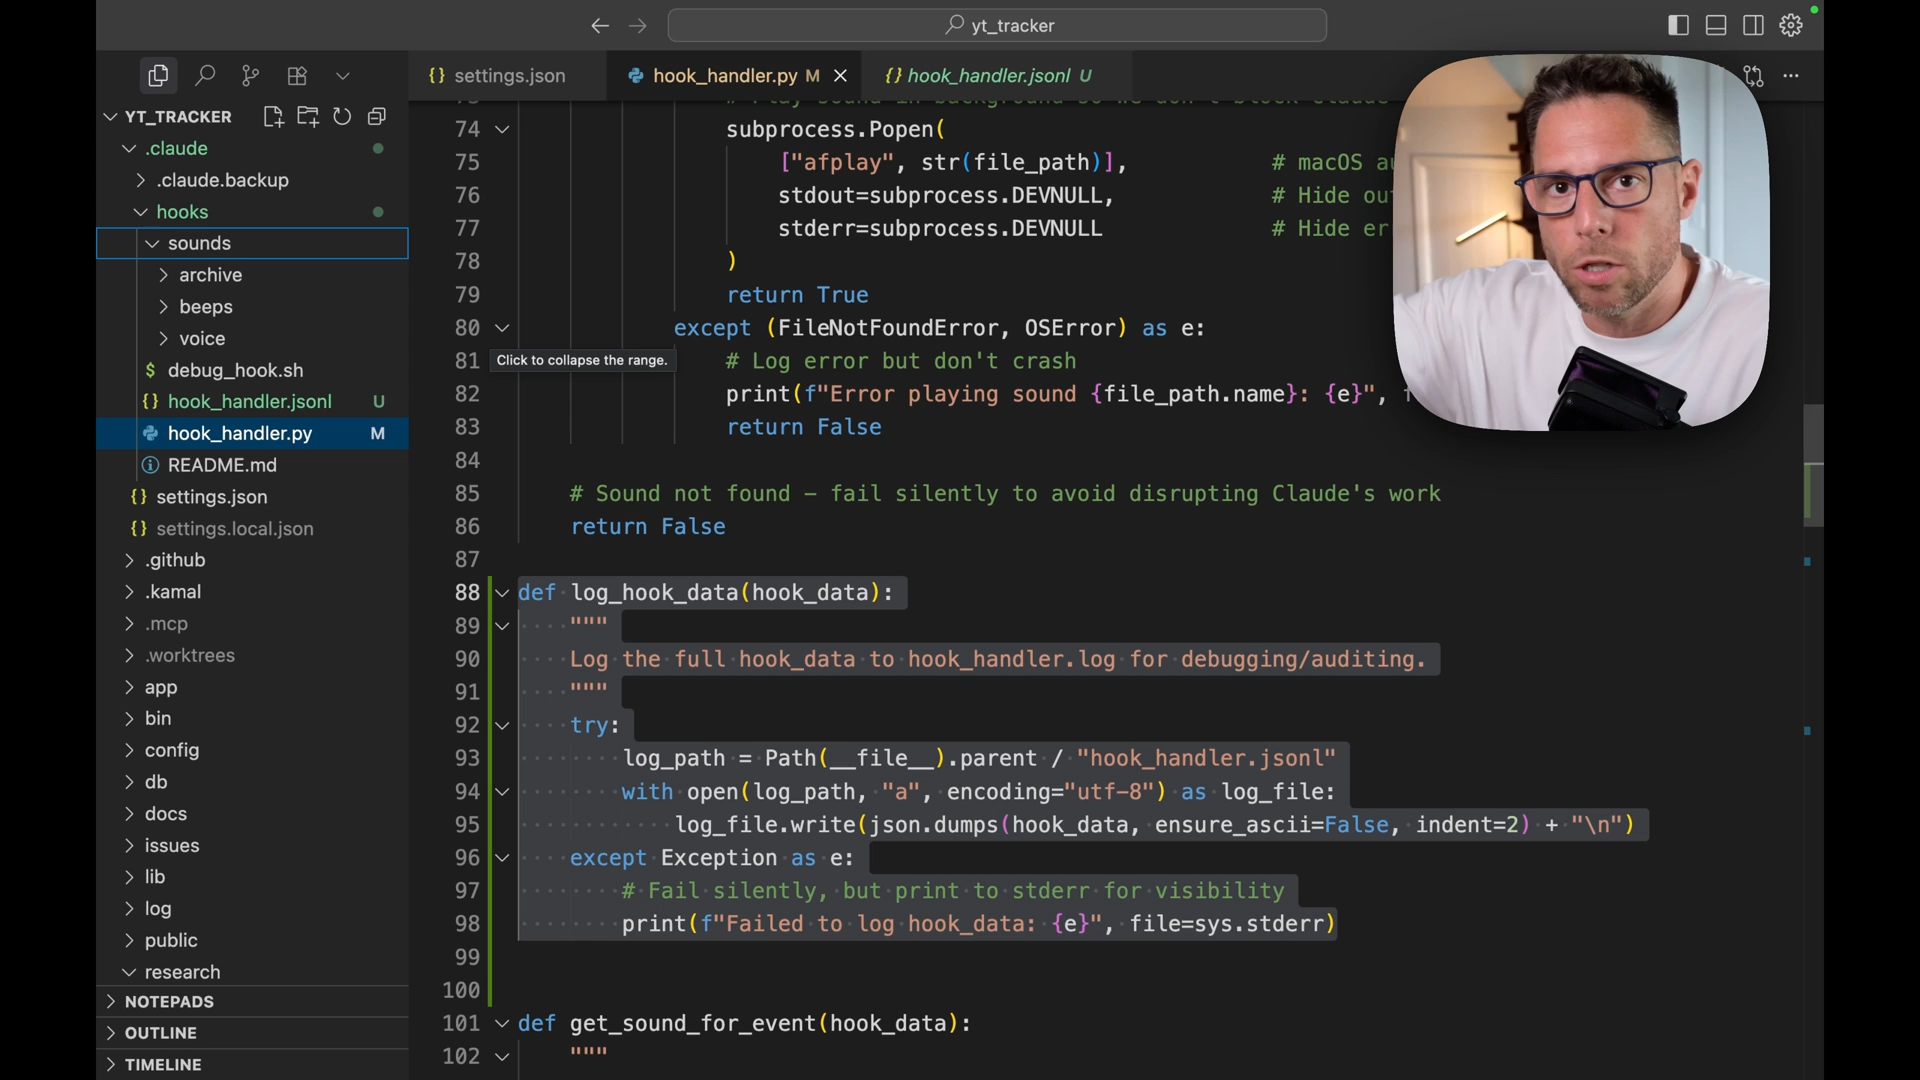 yt_tracker
settings.json
hook_handler.py M
hook_handler.jsonl U
YT_TRACKER
.claude
.claude.backup
hooks
sounds
archive
beeps
voice
debug_hook.sh
hook_handler.jsonl U
hook_handler.py M
README.md
settings.json
settings.local.json
.github
.kamal
.mcp
.worktrees
app
bin
config
db
docs
issues
lib
log
public
research
NOTEPADS
OUTLINE
TIMELINE
74 subprocess.Popen(
75 ["afplay", str(file_path)], # macOS
76 stdout=subprocess.DEVNULL, # Hide
77 stderr=subprocess.DEVNULL # Hide
78 )
79 return True
80 except (FileNotFoundError, OSError) as e:
Click to collapse the range.
81 # Log error but don't crash
82 print(f"Error playing sound {file_path.name}: {e}",
83 return False
84
85 # Sound not found – fail silently to avoid disrupting Claude's work
86 return False
87
88 def log_hook_data(hook_data):
89 """
90 Log the full hook_data to hook_handler.log for debugging/auditing.
91 """
92 try:
93 log_path = Path(__file__).parent / "hook_handler.jsonl"
94 with open(log_path, "a", encoding="utf-8") as log_file:
95 log_file.write(json.dumps(hook_data, ensure_ascii=False, indent=2) + "\n")
96 except Exception as e:
97 # Fail silently, but print to stderr for visibility
98 print(f"Failed to log hook_data: {e}", file=sys.stderr)
99
100
101 def get_sound_for_event(hook_data):
102 """